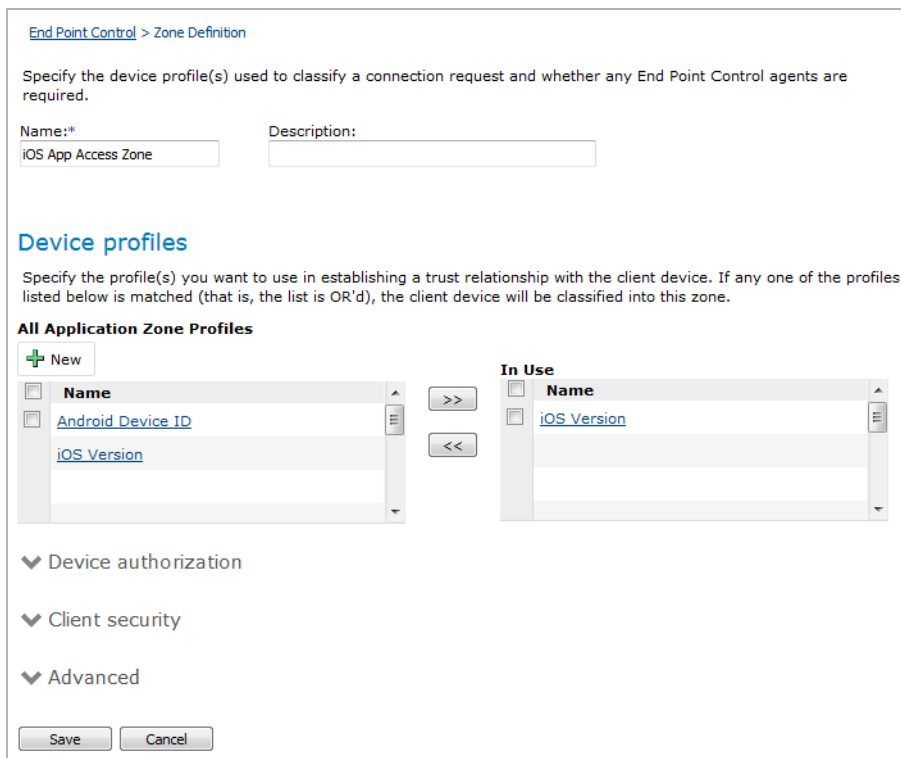 End Point Control > Zone Definition
Specify the device profile(s) used to classify a connection request and whether any End Point Control agents are
required.
Name:* Description:
iOS App Access Zone
Device profiles
Specify the profile(s) you want to use in establishing a trust relationship with the client device. If any one of the profiles
listed below is matched (that is, the list is OR'd), the client device will be classified into this zone.
All Application Zone Profiles
New
Name
Android Device ID
iOS Version
>>
<<
In Use
Name
iOS Version
Device authorization
Client security
Advanced
Save Cancel